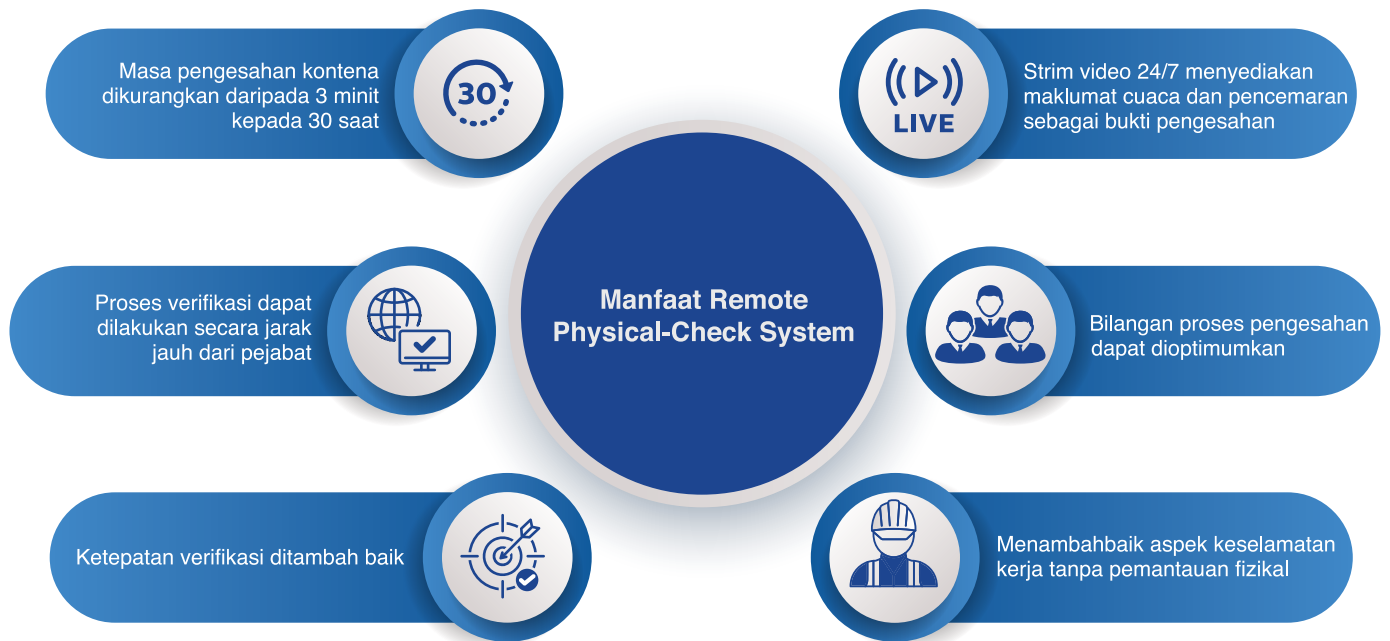 Masa pengesahan kontena
dikurangkan daripada 3 minit
kepada 30 saat
30
Proses verifikasi dapat
dilakukan secara jarak
jauh dari pejabat
Ketepatan verifikasi ditambah baik
Manfaat Remote
Physical-Check System
LIVE
Strim video 24/7 menyediakan
maklumat cuaca dan pencemaran
sebagai bukti pengesahan
Bilangan proses pengesahan
dapat dioptimumkan
Menambahbaik aspek keselamatan
kerja tanpa pemantauan fizikal